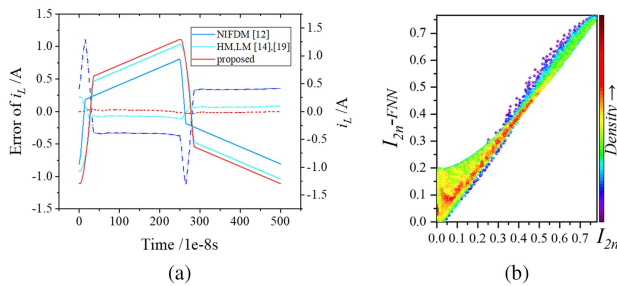 NIFDM [12]
HM,LM [14],[19]
proposed
1.5
1.0
0.5
0.0
-0.5
-1.0
-1.5
1.5
1.0
0.5
0.0
-0.5
-1.0
-1.5
Error of iL/A
iL/A
0 100 200 300 400 500
Time /1e-8s
(a)
0.7
0.6
0.5
0.4
0.3
0.2
0.1
0.0
I2n-FNN
0.0 0.1 0.2 0.3 0.4 0.5 0.6 0.7
I2n
Density →
(b)